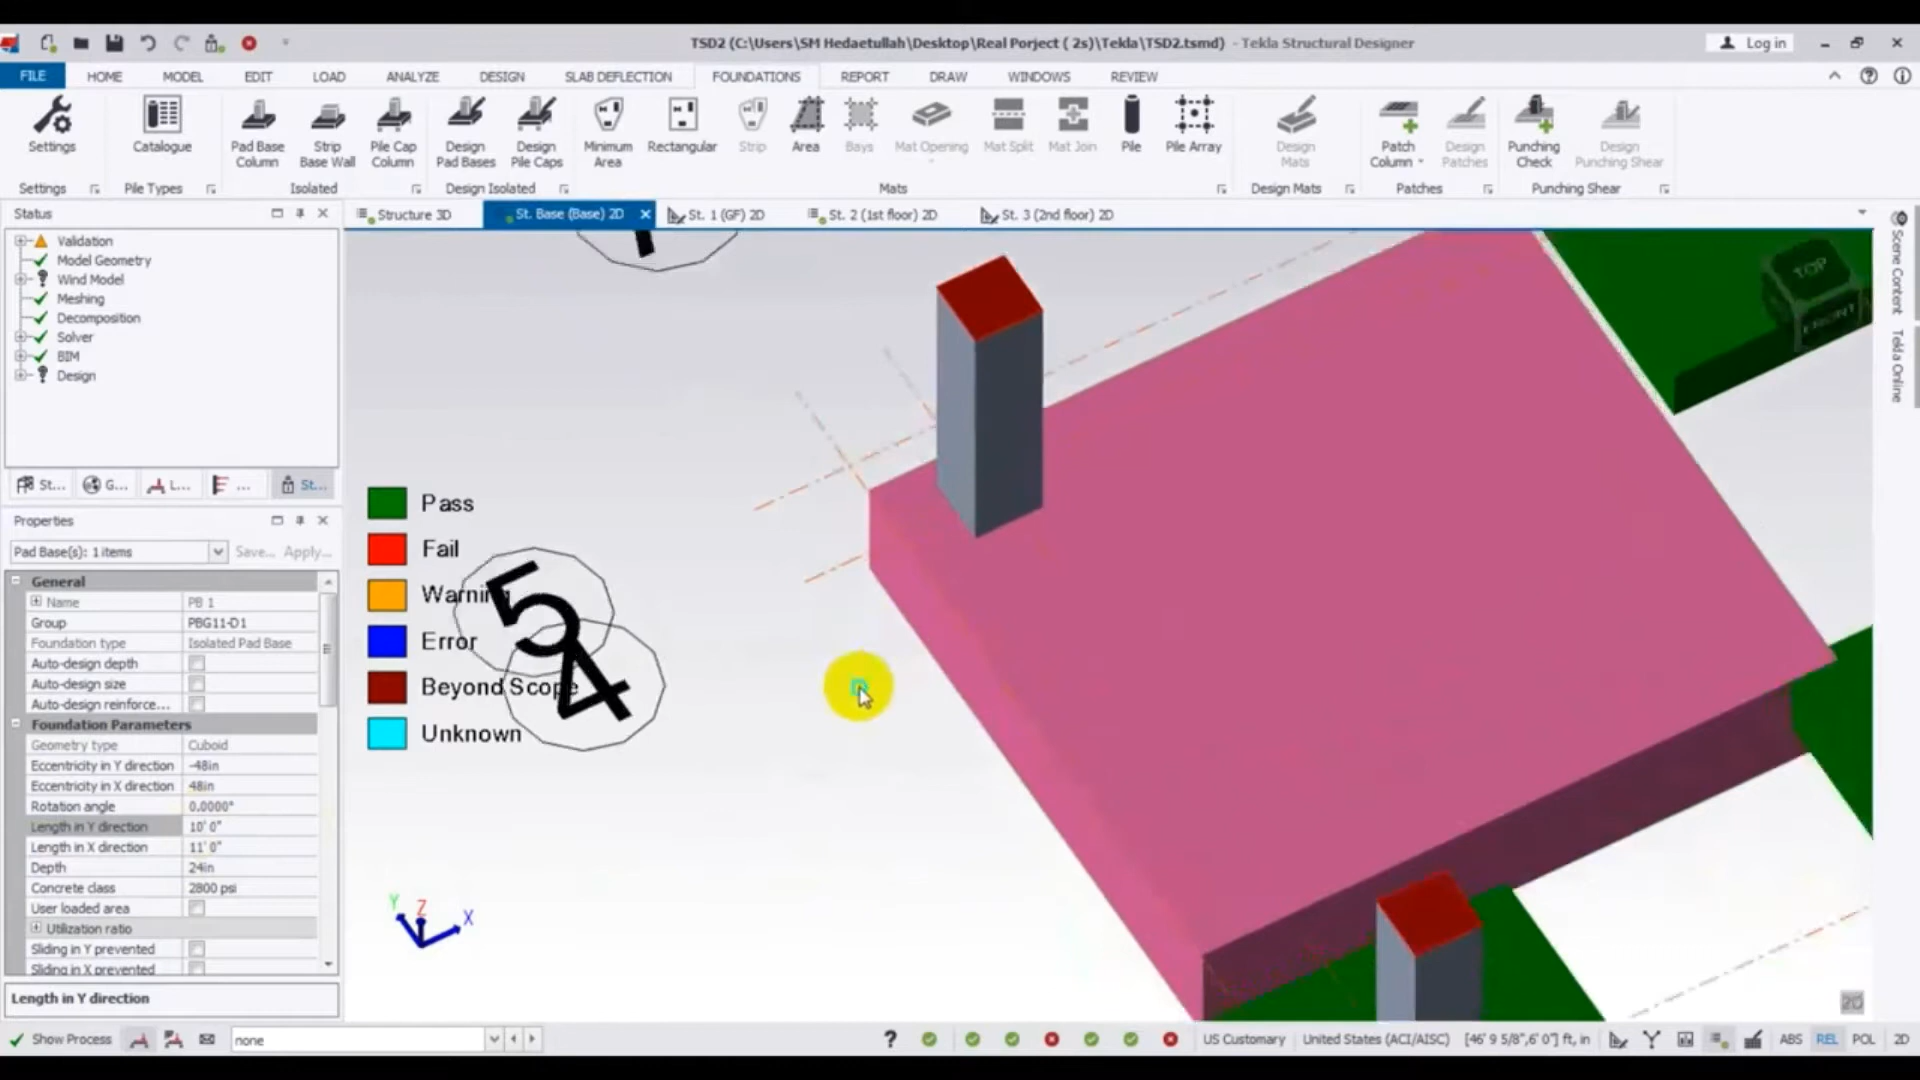 TSD2 (C:\Users\SM Hedaetullah\Desktop\Real Porject ( 2s)\Tekla\TSD2.tsmd) - Tekla Structural Designer
Log in
FILE HOME MODEL EDIT LOAD ANALYZE DESIGN SLAB DEFLECTION FOUNDATIONS REPORT DRAW WINDOWS REVIEW
Settings
Catalogue
Pad Base Column
Strip Base Wall
Pile Cap Column
Design Pad Bases
Design Pile Caps
Minimum Area
Rectangular
Strip
Area
Bays
Mat Opening
Mat Split
Mat Join
Pile
Pile Array
Design Mats
Patch Column
Design Patches
Punching Check
Design Punching Shear
Settings Pile Types Isolated Design Isolated Mats Design Mats Patches Punching Shear
Status
Structure 3D St. Base (Base) 2D St. 1 (GF) 2D St. 2 (1st floor) 2D St. 3 (2nd floor) 2D
Validation
Model Geometry
Wind Model
Meshing
Decomposition
Solver
BIM
Design
St... G... L... ... St...
Properties
Pad Base(s): 1 items Save... Apply...
General
Name PB 1
Group PBG11-D1
Foundation type Isolated Pad Base
Auto-design depth
Auto-design size
Auto-design reinforce...
Foundation Parameters
Geometry type Cuboid
Eccentricity in Y direction -48in
Eccentricity in X direction 48in
Rotation angle 0.0000°
Length in Y direction 10' 0"
Length in X direction 11' 0"
Depth 24in
Concrete class 2800 psi
User loaded area
Utilization ratio
Sliding in Y prevented
Sliding in X prevented
Length in Y direction
Pass
Fail
Warning
Error
Beyond Scope
Unknown
5
4
Y Z X
TOP
FRONT
Scene Content
Tekla Online
2D
Show Process none ? US Customary United States (ACI/AISC) [46' 9 5/8",6' 0"] ft, in ABS REL POL 2D